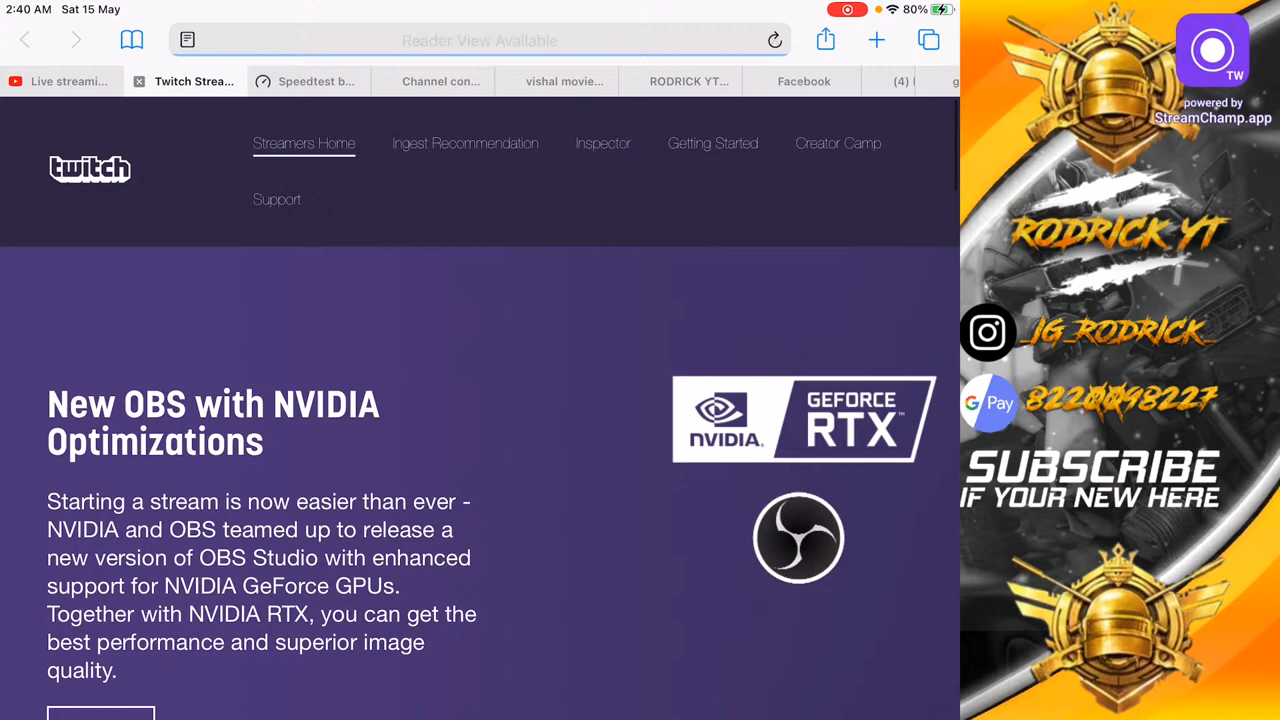 2:40 AM Sat 15 May
80%
Reader View Available
Live streami...
Twitch Strea...
Speedtest b...
Channel con...
vishal movie...
RODRICK YT...
Facebook
(4)
g
twitch
Streamers Home
Ingest Recommendation
Inspector
Getting Started
Creator Camp
Support
New OBS with NVIDIA
Optimizations
Starting a stream is now easier than ever -
NVIDIA and OBS teamed up to release a
new version of OBS Studio with enhanced
support for NVIDIA GeForce GPUs.
Together with NVIDIA RTX, you can get the
best performance and superior image
quality.
NVIDIA.
GEFORCE
RTX™
TW
powered by
StreamChamp.app
RODRICK YT
_IG_RODRICK_
G Pay
8220098227
SUBSCRIBE
IF YOUR NEW HERE